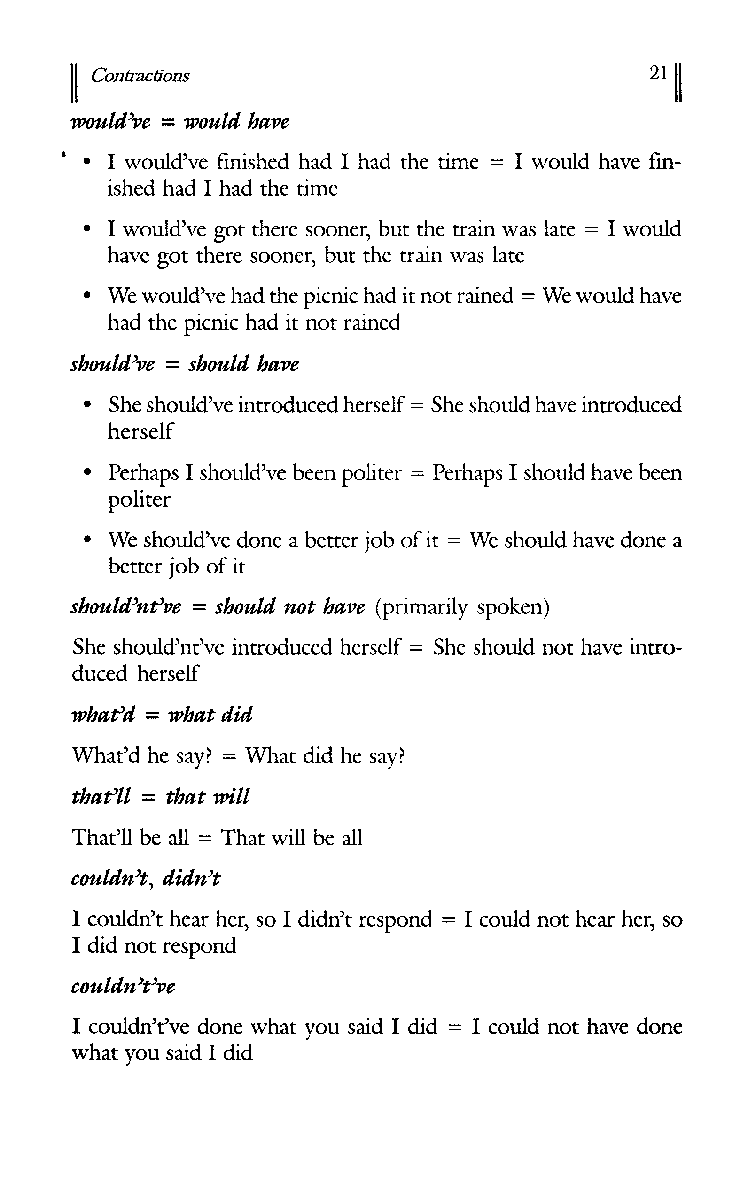 Contractions 21
would've = would have
• I would've finished had I had the time = I would have fin-
ished had I had the time
• I would've got there sooner, but the train was late = I would
have got there sooner, but the train was late
• We would've had the picnic had it not rained = We would have
had the picnic had it not rained
should've = should have
• She should've introduced herself = She should have introduced
herself
• Perhaps I should've been politer = Perhaps I should have been
politer
• We should've done a better job of it = We should have done a
better job of it
should'nt've = should not have (primarily spoken)
She should'nt've introduced herself = She should not have intro-
duced herself
what'd = what did
What'd he say? = What did he say?
that'll = that will
That'll be all = That will be all
couldn't, didn't
I couldn't hear her, so I didn't respond = I could not hear her, so
I did not respond
couldn't've
I couldn't've done what you said I did = I could not have done
what you said I did